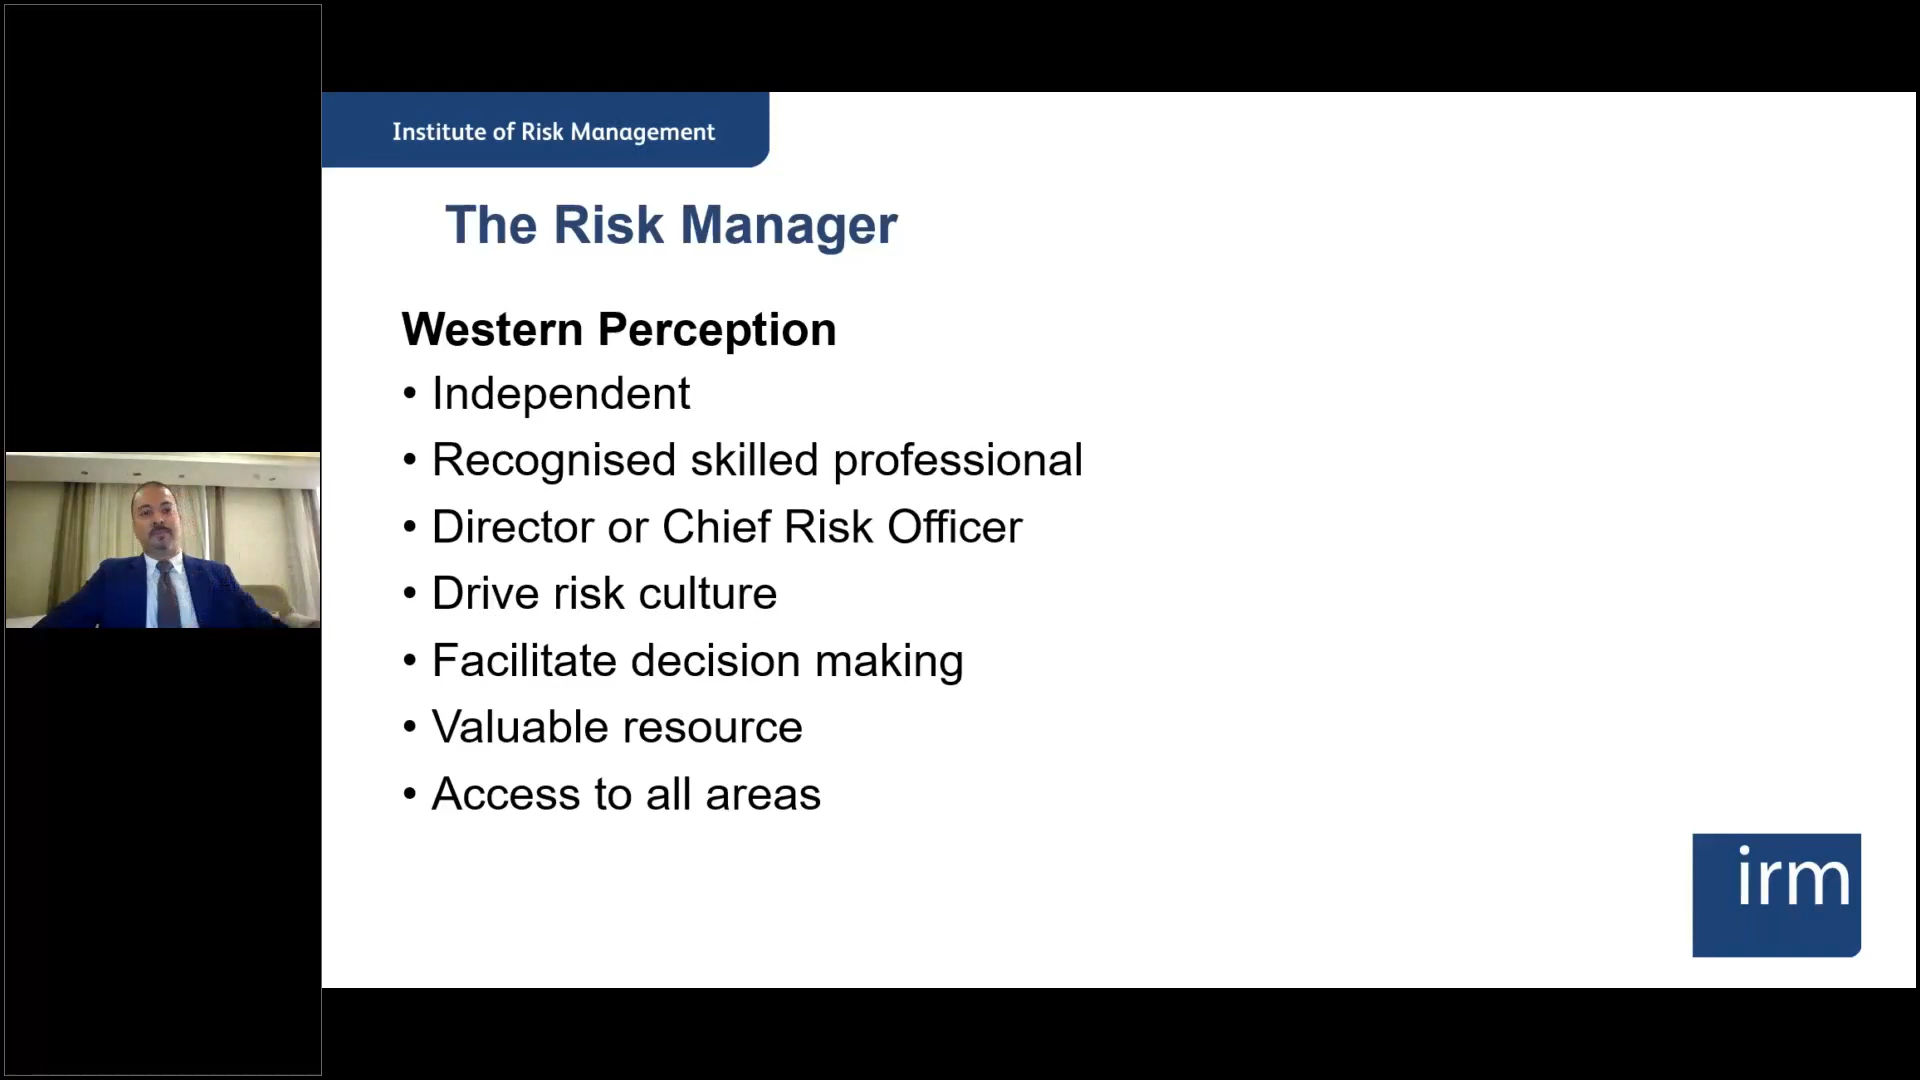 Institute of Risk Management
The Risk Manager
Western Perception
• Independent
• Recognised skilled professional
• Director or Chief Risk Officer
• Drive risk culture
• Facilitate decision making
• Valuable resource
• Access to all areas
irm